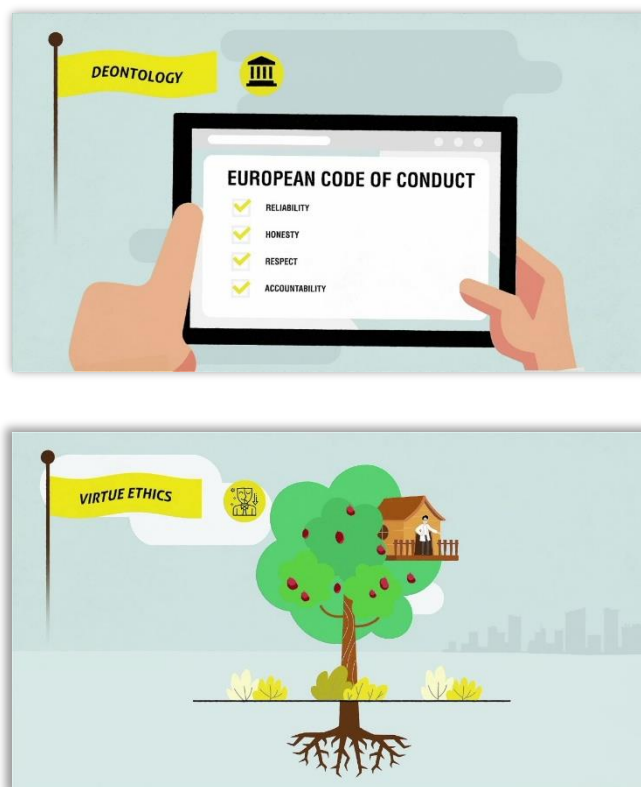 DEONTOLOGY
EUROPEAN CODE OF CONDUCT
RELIABILITY
HONESTY
RESPECT
ACCOUNTABILITY
VIRTUE ETHICS